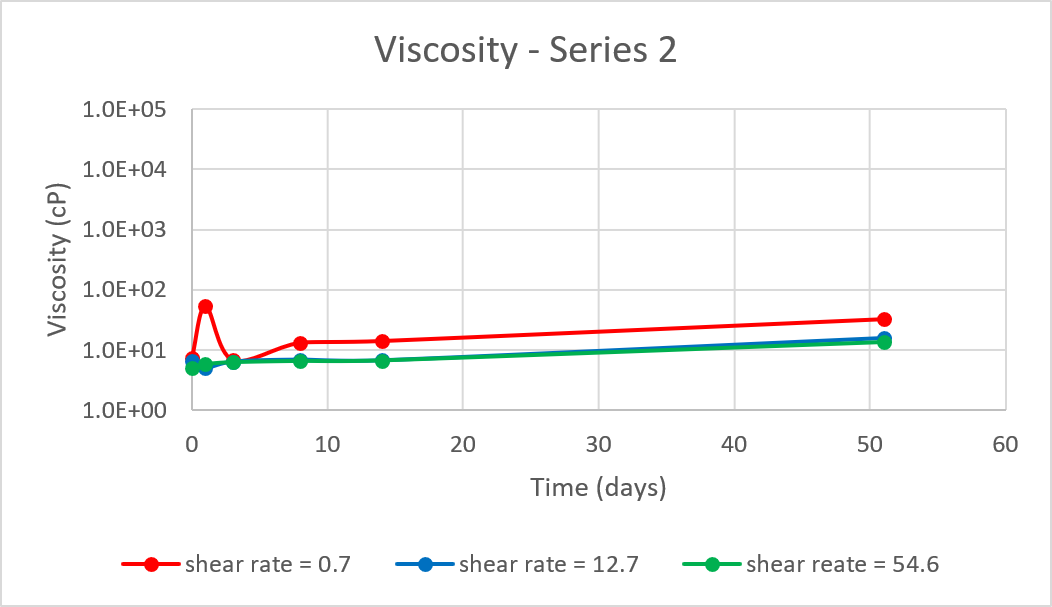 Viscosity - Series 2
1.0E+05
1.0E+04
1.0E+03
1.0E+02
1.0E+01
1.0E+00
Viscosity (cP)
0 10 20 30 40 50 60
Time (days)
shear rate = 0.7 shear rate = 12.7 shear reate = 54.6